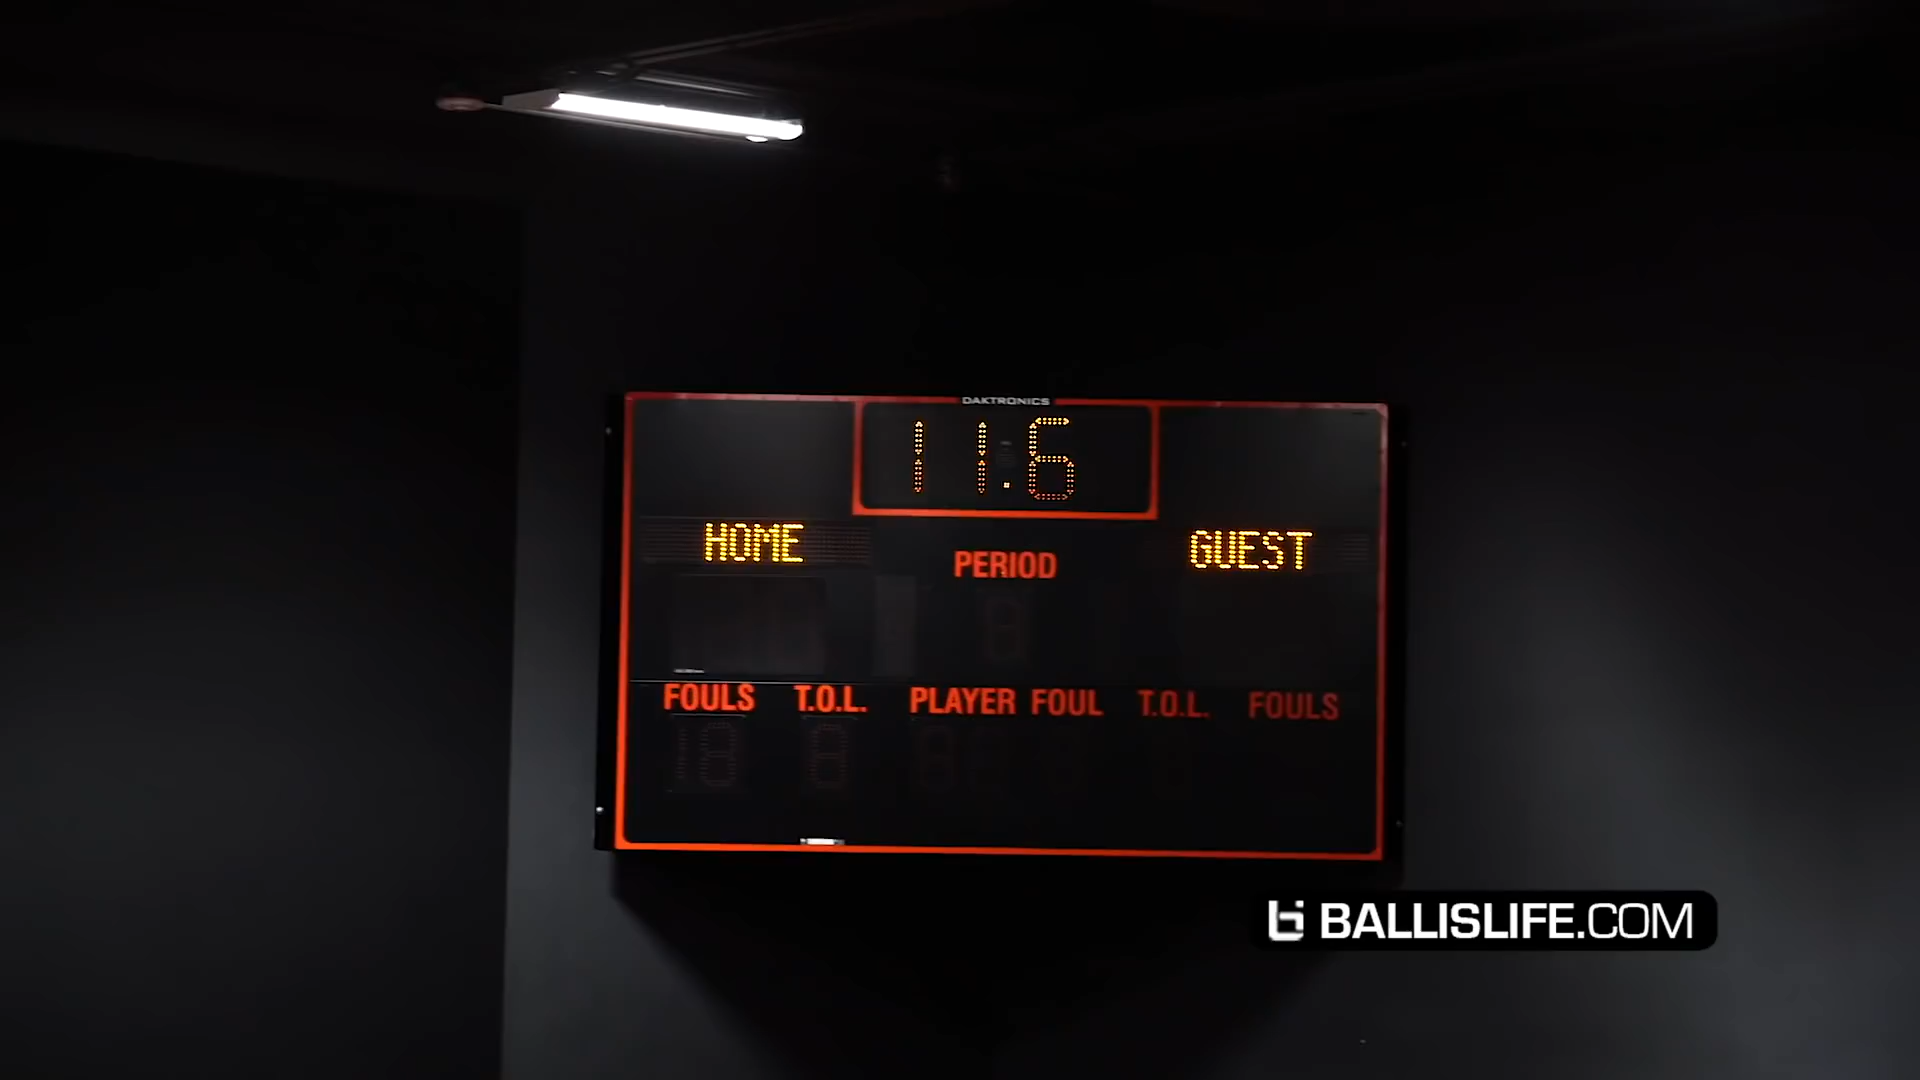 DAKTRONICS
11.6
HOME
GUEST
PERIOD
FOULS T.O.L. PLAYER FOUL T.O.L. FOULS
BALLISLIFE.COM